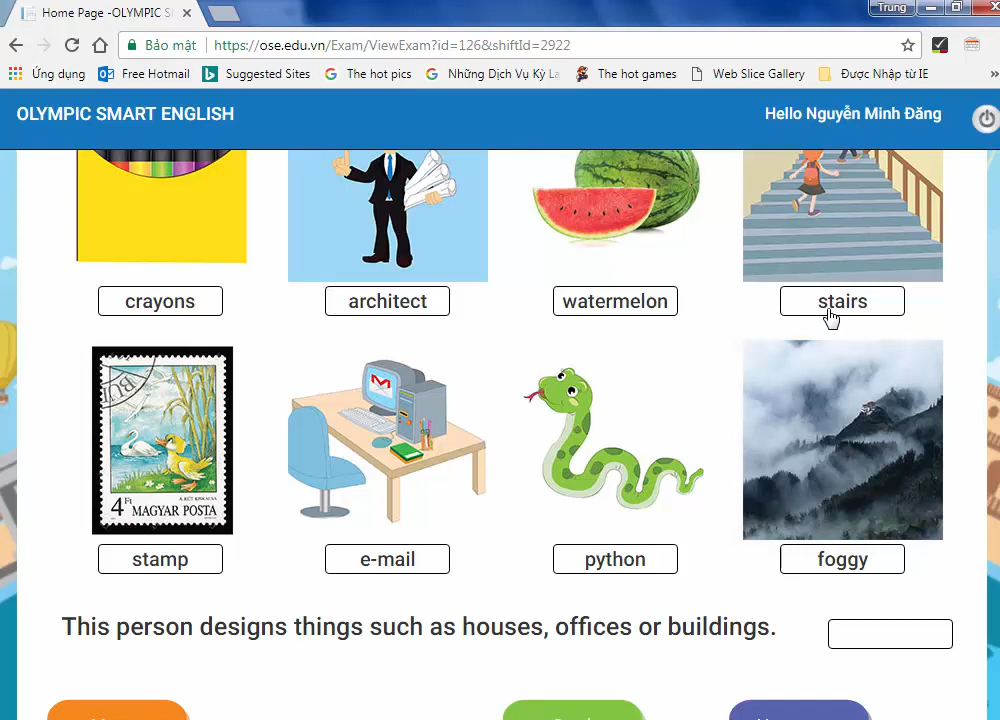 Home Page -OLYMPIC S
Trung
Bảo mật
https://ose.edu.vn/Exam/ViewExam?id=126&shiftId=2922
Ứng dụng
Free Hotmail
Suggested Sites
The hot pics
Những Dịch Vụ Kỳ Lạ
The hot games
Web Slice Gallery
Được Nhập từ IE
OLYMPIC SMART ENGLISH
Hello Nguyễn Minh Đăng
crayons
architect
watermelon
stairs
4Ft
MAGYAR POSTA
stamp
e-mail
python
foggy
This person designs things such as houses, offices or buildings.